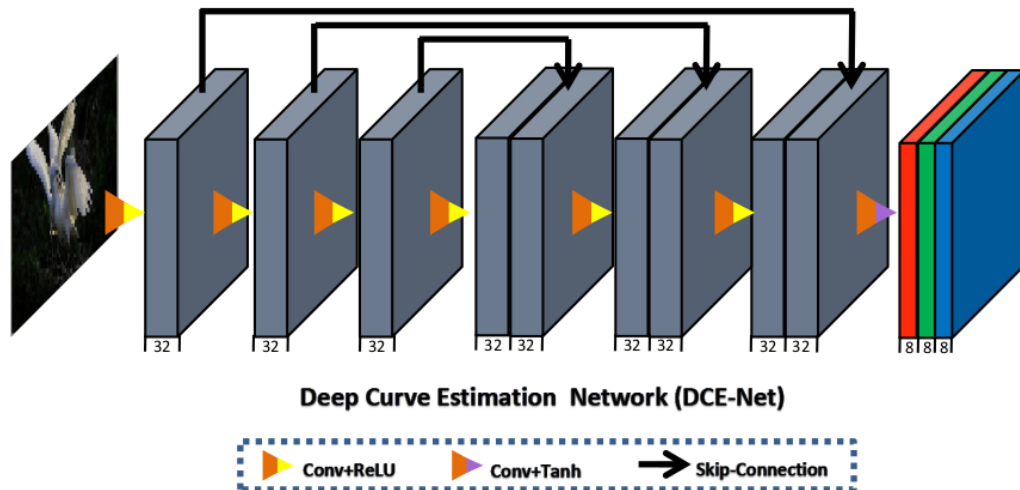 32 32 32 32 32 32 32 32 32 8 8 8
Deep Curve Estimation Network (DCE-Net)
Conv+ReLU Conv+Tanh Skip-Connection